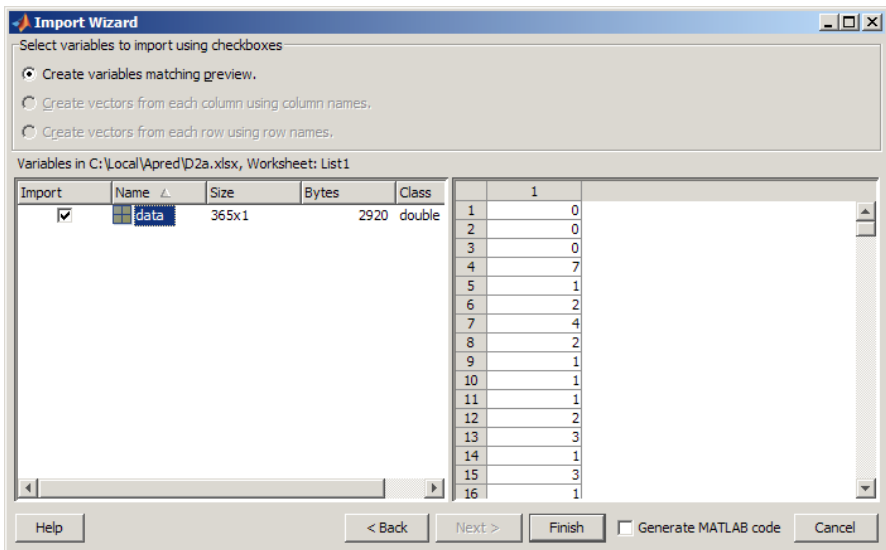 Import Wizard
Select variables to import using checkboxes
Create variables matching preview.
Create vectors from each column using column names.
Create vectors from each row using row names.
Variables in C:\Local\Apred\D2a.xlsx, Worksheet: List1
Import Name Size Bytes Class
data 365x1 2920 double
1
1 0
2 0
3 0
4 7
5 1
6 2
7 4
8 2
9 1
10 1
11 1
12 2
13 3
14 1
15 3
16 1
Help < Back Next > Finish Generate MATLAB code Cancel